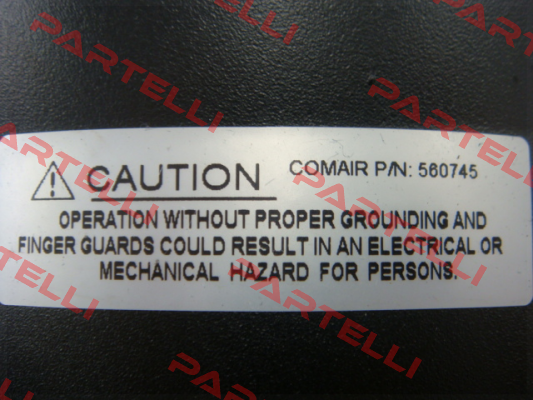 CAUTION COMAIR P/N: 560745
OPERATION WITHOUT PROPER GROUNDING AND
FINGER GUARDS COULD RESULT IN AN ELECTRICAL OR
MECHANICAL HAZARD FOR PERSONS.
PARTELLI
PARTELLI
PARTELLI
PARTELLI
PARTELLI
PARTELLI
PARTELLI